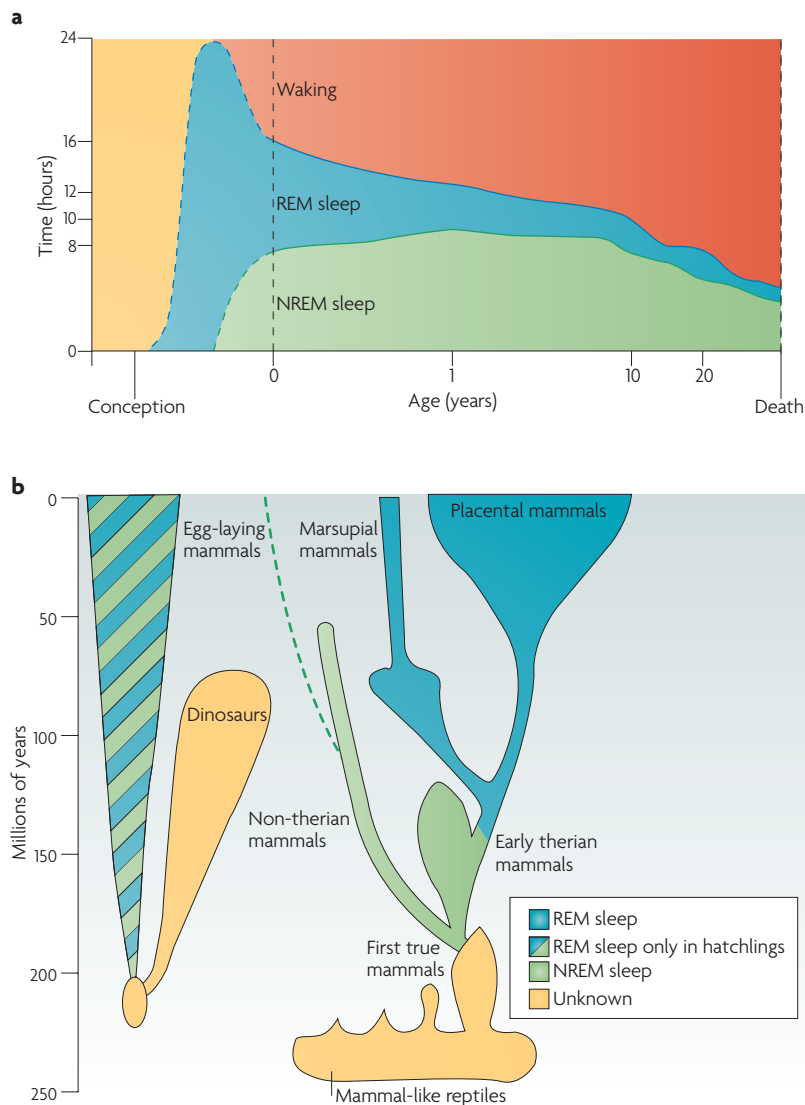 a
24
16
12
10
8
0
Time (hours)
Waking
REM sleep
NREM sleep
0
1
10
20
Conception
Age (years)
Death
b
0
50
100
150
200
250
Millions of years
Egg-laying
mammals
Marsupial
mammals
Placental mammals
Dinosaurs
Non-therian
mammals
Early therian
mammals
First true
mammals
Mammal-like reptiles
REM sleep
REM sleep only in hatchlings
NREM sleep
Unknown